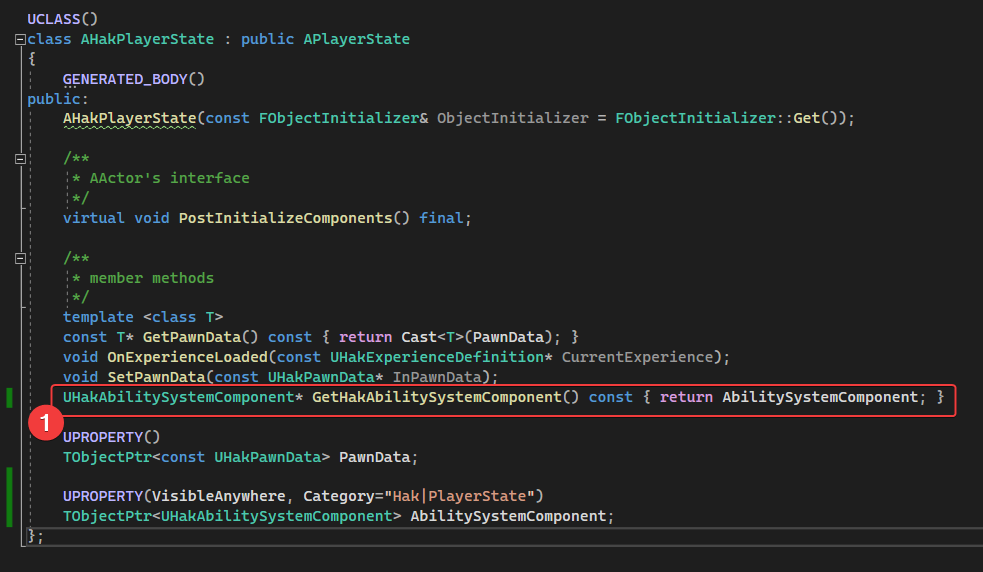 UCLASS()
class AHakPlayerState : public APlayerState
{
    GENERATED_BODY()
public:
    AHakPlayerState(const FObjectInitializer& ObjectInitializer = FObjectInitializer::Get());

    /**
     * AActor's interface
     */
    virtual void PostInitializeComponents() final;

    /**
     * member methods
     */
    template <class T>
    const T* GetPawnData() const { return Cast<T>(PawnData); }
    void OnExperienceLoaded(const UHakExperienceDefinition* CurrentExperience);
    void SetPawnData(const UHakPawnData* InPawnData);
    UHakAbilitySystemComponent* GetHakAbilitySystemComponent() const { return AbilitySystemComponent; }
1
    UPROPERTY()
    TObjectPtr<const UHakPawnData> PawnData;

    UPROPERTY(VisibleAnywhere, Category="Hak|PlayerState")
    TObjectPtr<UHakAbilitySystemComponent> AbilitySystemComponent;
};